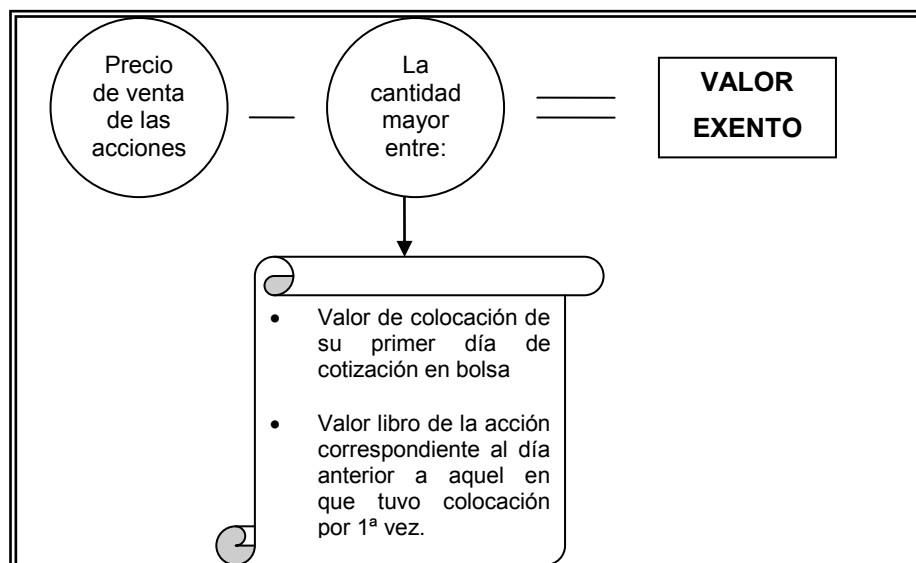 Precio
de venta
de las
acciones
—
La
cantidad
mayor
entre:
VALOR
EXENTO
• Valor de colocación de
su primer día de
cotización en bolsa
• Valor libro de la acción
correspondiente al día
anterior a aquel en
que tuvo colocación
por 1ª vez.